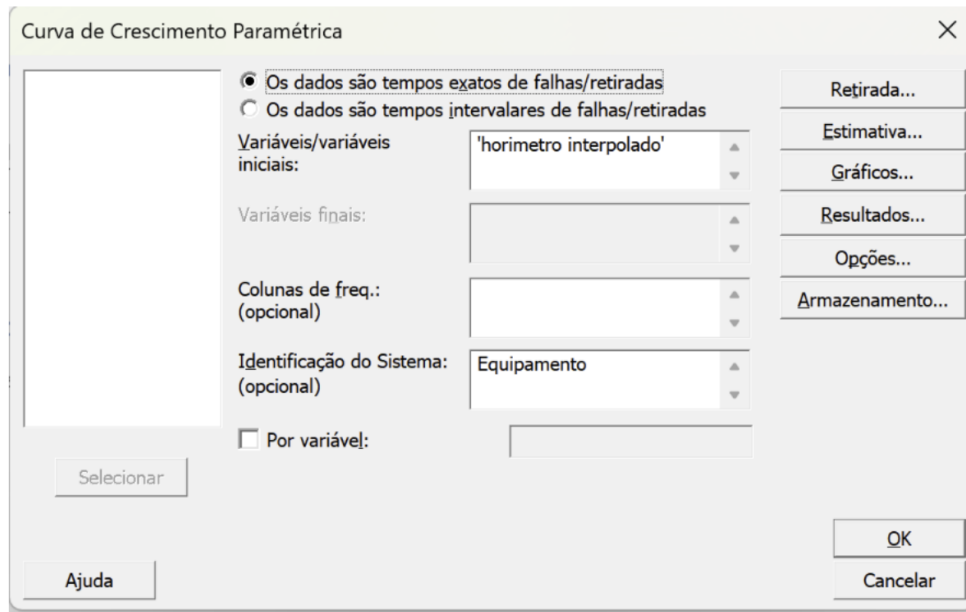 Curva de Crescimento Paramétrica
Os dados são tempos exatos de falhas/retiradas
Os dados são tempos intervalares de falhas/retiradas
Variáveis/variáveis
iniciais:
'horimetro interpolado'
Variáveis finais:
Colunas de freq.:
(opcional)
Identificação do Sistema:
(opcional)
Equipamento
Por variável:
Selecionar
Ajuda
Retirada...
Estimativa...
Gráficos...
Resultados...
Opções...
Armazenamento...
OK
Cancelar